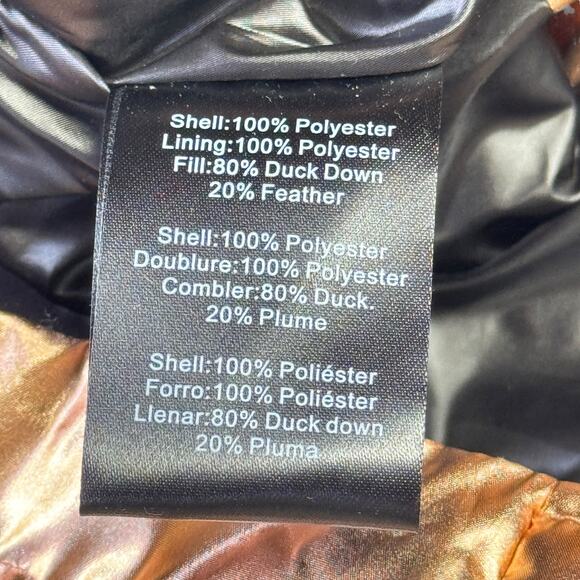 Shell:100% Polyester
Lining:100% Polyester
Fill:80% Duck Down
20% Feather
Shell:100% Polyester
Doublure:100% Polyester
Combler:80% Duck.
20% Plume
Shell:100% Poliéster
Forro:100% Poliéster
Llenar:80% Duck down
20% Pluma